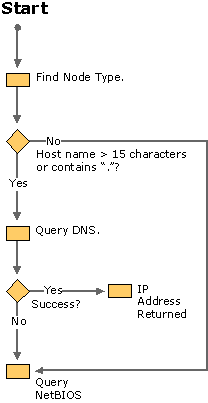 Start
Find Node Type.
No
Host name > 15 characters
or contains “.”?
Yes
Query DNS.
Yes
Success?
IP
Address
Returned
No
Query
NetBIOS